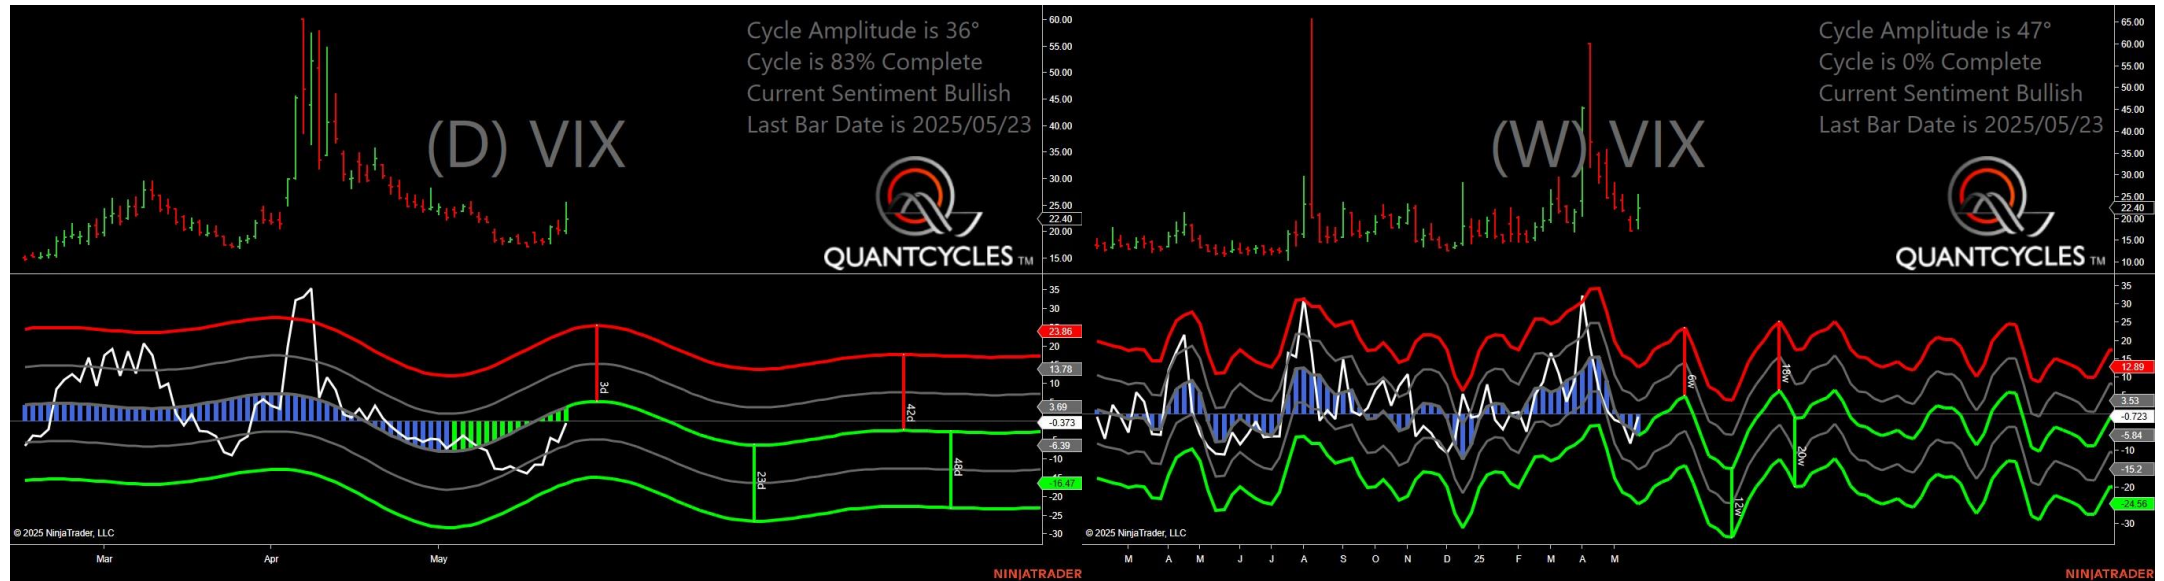 Cycle Amplitude is 36°
Cycle is 83% Complete
Current Sentiment Bullish
Last Bar Date is 2025/05/23
(D) VIX
QUANTCYCLES TM
60.00
55.00
50.00
45.00
40.00
35.00
30.00
25.00
22.40
20.00
15.00
35
30
23.86
20
13.78
10
3.69
-0.373
-6.39
-10
-16.47
-20
-25
-30
3d
23d
42d
48d
© 2025 NinjaTrader, LLC
Mar
Apr
May
NINJATRADER
Cycle Amplitude is 47°
Cycle is 0% Complete
Current Sentiment Bullish
Last Bar Date is 2025/05/23
(W) VIX
QUANTCYCLES TM
65.00
60.00
55.00
50.00
45.00
40.00
35.00
30.00
25.00
22.40
20.00
15.00
10.00
35
30
25
20
15
12.89
10
3.53
-0.723
-5.84
-10
-15.2
-20
-24.56
-30
6w
12w
18w
20w
© 2025 NinjaTrader, LLC
M
A
M
J
J
A
S
O
N
D
25
F
M
A
M
NINJATRADER